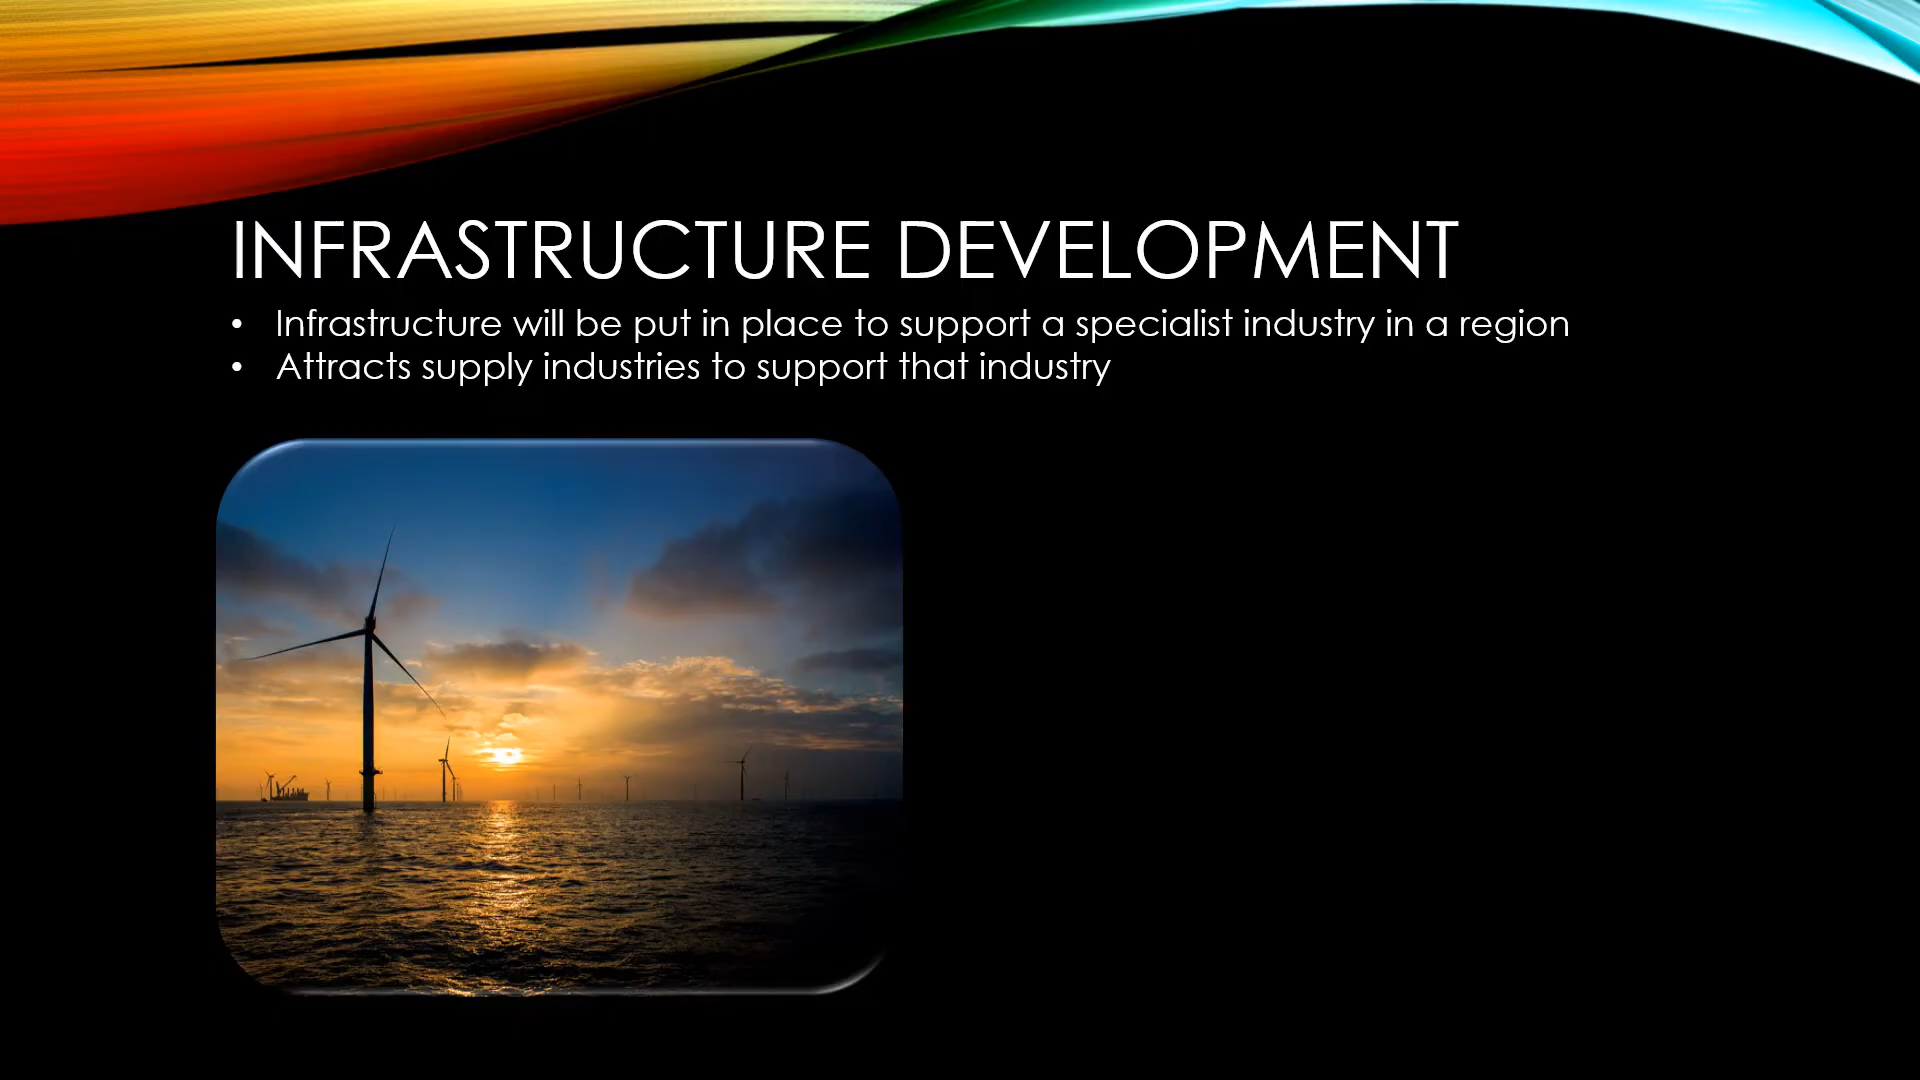 INFRASTRUCTURE DEVELOPMENT
• Infrastructure will be put in place to support a specialist industry in a region
• Attracts supply industries to support that industry